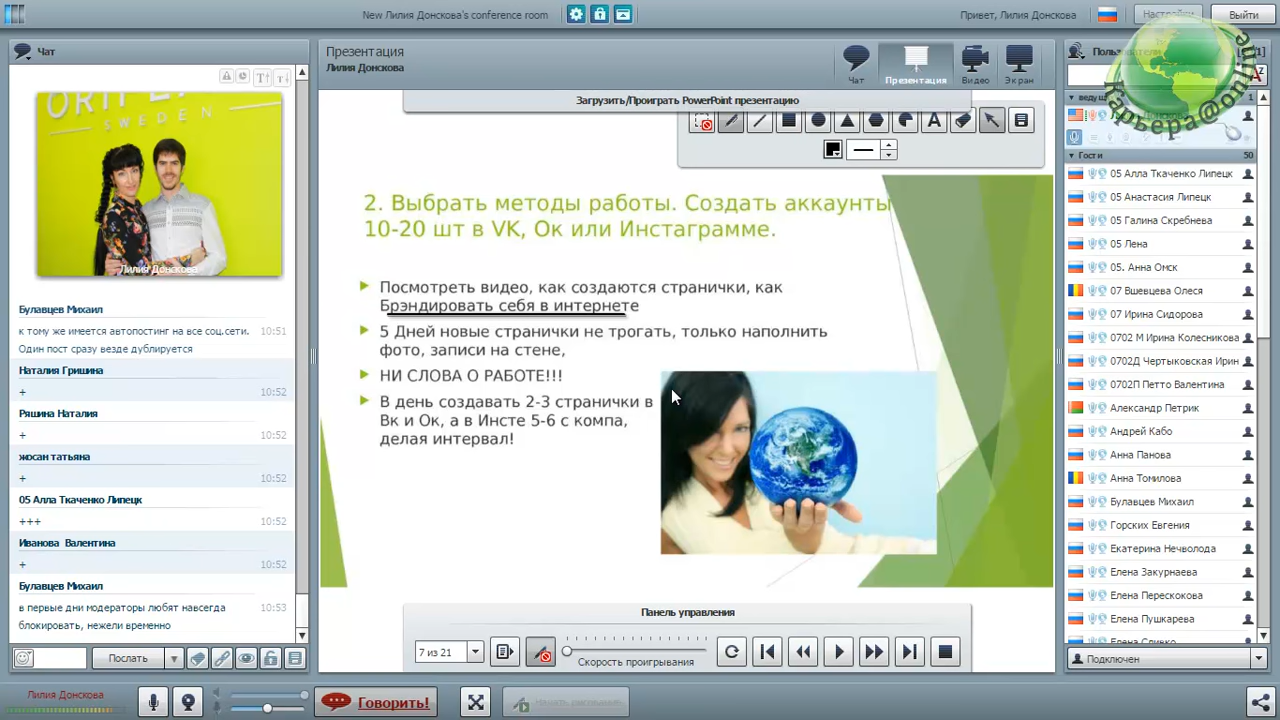 New Лилия Донскова's conference room
Привет, Лилия Донскова
Настройки
Выйти
Чат
ORIFLAME
SWEDEN
Лилия Донскова
Булавцев Михаил
к тому же имеется автопостинг на все соц.сети.
10:51
Один пост сразу везде дублируется
Наталия Гришина
+
10:52
Ряшина Наталия
+
10:52
жосан татьяна
+
10:52
05 Алла Ткаченко Липецк
+++
10:52
Иванова Валентина
+
10:52
Булавцев Михаил
в первые дни модераторы любят навсегда
10:53
блокировать, нежели временно
Послать
Презентация
Лилия Донскова
Чат
Презентация
Видео
Экран
Загрузить/Проиграть PowerPoint презентацию
2. Выбрать методы работы. Создать аккаунты
10-20 шт в VK, Ок или Инстаграмме.
Посмотреть видео, как создаются странички, как
Брэндировать себя в интернете
5 Дней новые странички не трогать, только наполнить
фото, записи на стене,
НИ СЛОВА О РАБОТЕ!!!
В день создавать 2-3 странички в
Вк и Ок, а в Инсте 5-6 с компа,
делая интервал!
Панель управления
7 из 21
Скорость проигрывания
карьера@online
Гости
50
05 Алла Ткаченко Липецк
05 Анастасия Липецк
05 Галина Скребнева
05 Лена
05. Анна Омск
07 Вшевцева Олеся
07 Ирина Сидорова
0702 М Ирина Колесникова
0702Д Чертыковская Ирин
0702П Петто Валентина
Александр Петрик
Андрей Кабо
Анна Панова
Анна Томилова
Булавцев Михаил
Горских Евгения
Екатерина Нечволода
Елена Закурнаева
Елена Перескокова
Елена Пушкарева
Подключен
Лилия Донскова
Говорить!